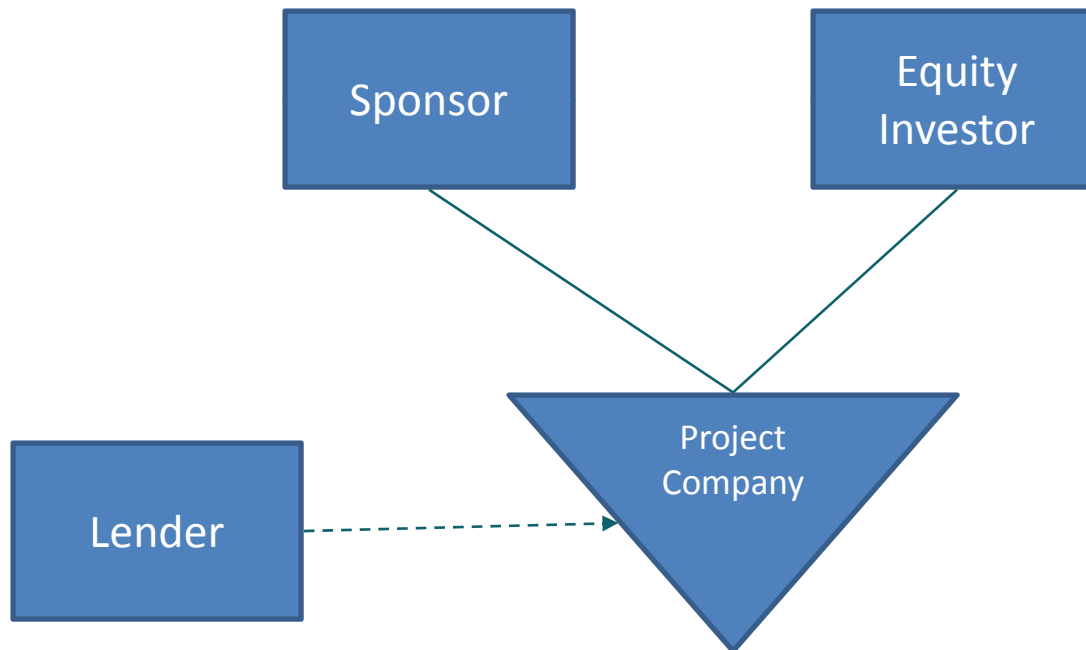 Sponsor
Equity
Investor
Project
Company
Lender